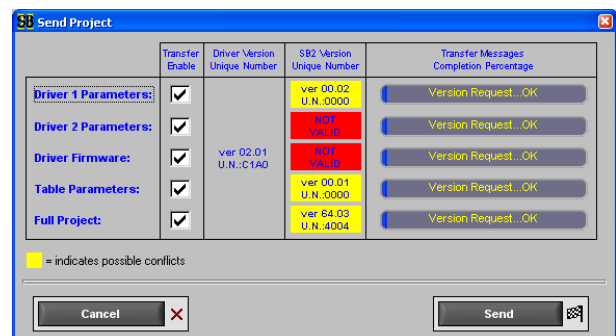 SB Send Project
Transfer Enable
Driver Version Unique Number
SB2 Version Unique Number
Transfer Messages Completion Percentage
Driver 1 Parameters:
ver 00.02
U.N.:0000
Version Request...OK
Driver 2 Parameters:
NOT VALID
Version Request...OK
Driver Firmware:
ver 02.01
U.N.:C1A0
NOT VALID
Version Request...OK
Table Parameters:
ver 00.01
U.N.:0000
Version Request...OK
Full Project:
ver 64.03
U.N.:4004
Version Request...OK
= indicates possible conflicts
Cancel
Send